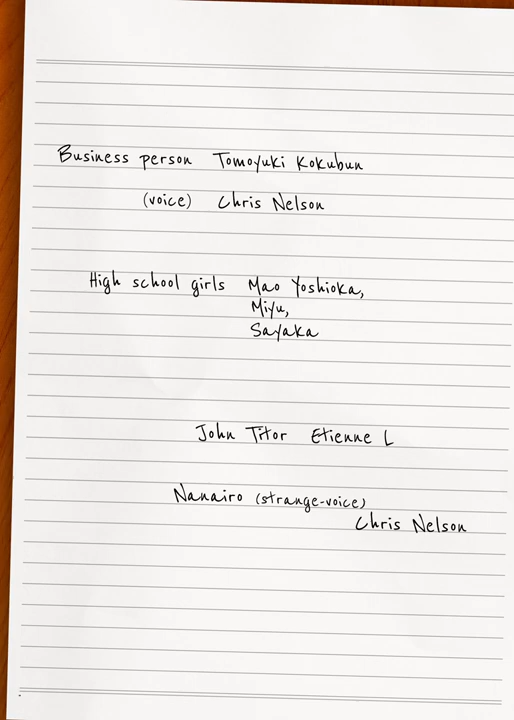 Business person Tomoyuki Kokubun
(voice) Chris Nelson
High school girls Mao Yoshioka,
Miyu,
Sayaka
John Titor Etienne L
Nanairo (strange-voice)
Chris Nelson